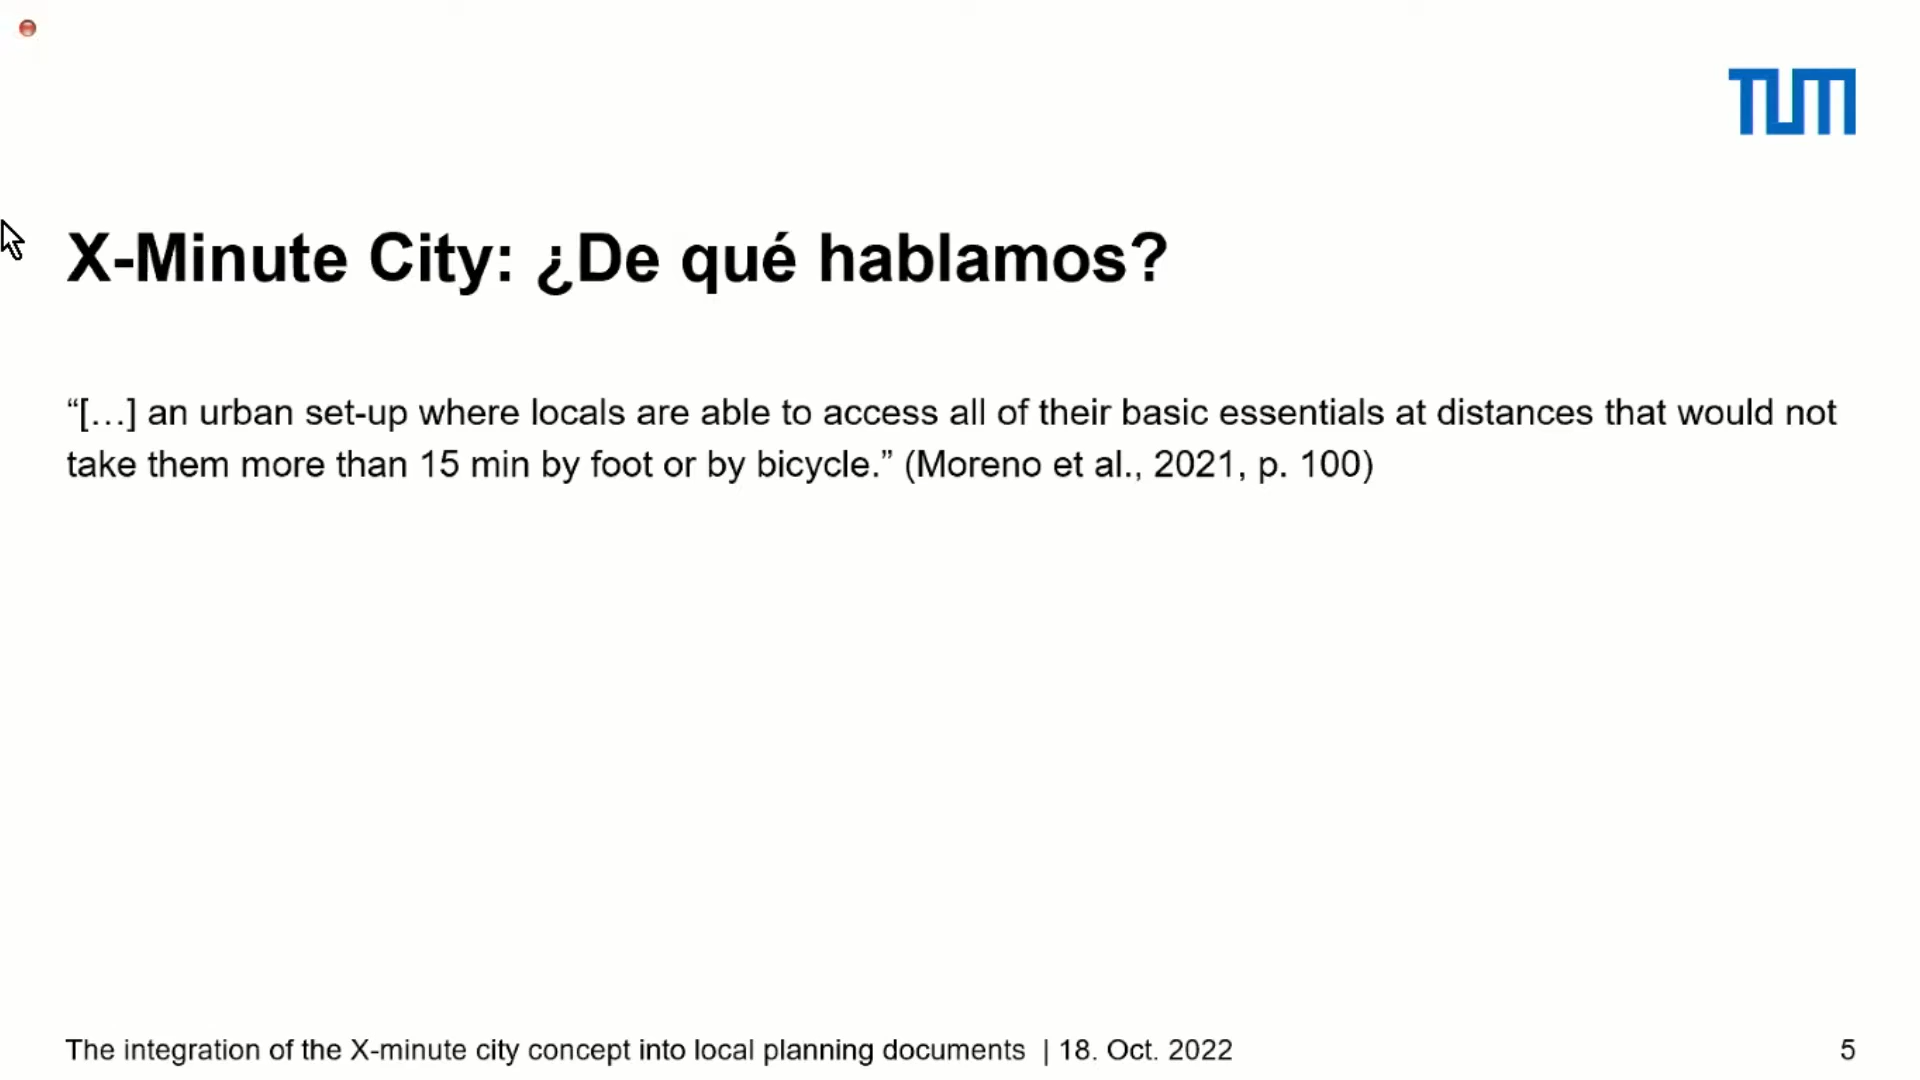 TUM
X-Minute City: ¿De qué hablamos?
“[…] an urban set-up where locals are able to access all of their basic essentials at distances that would not
take them more than 15 min by foot or by bicycle.” (Moreno et al., 2021, p. 100)
The integration of the X-minute city concept into local planning documents | 18. Oct. 2022
5